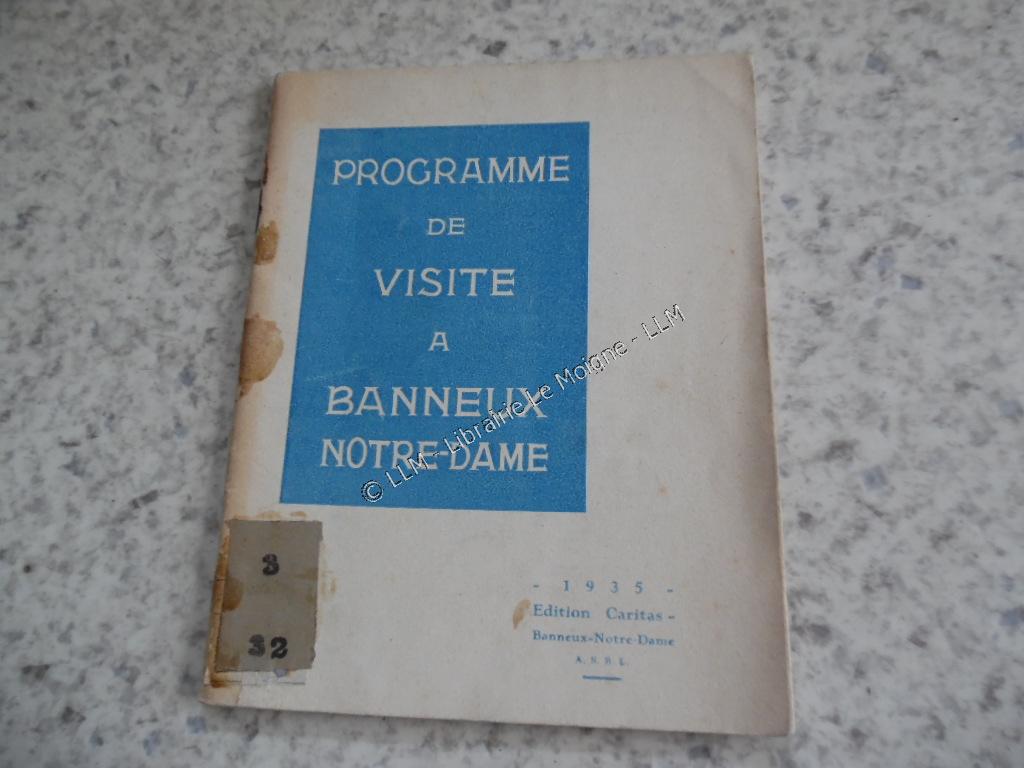 PROGRAMME
DE
VISITE
A
BANNEUX
NOTRE-DAME
© LLM - Librairie Le Moigne - LLM
- 1935 -
Edition Caritas -
Banneux-Notre-Dame
A. S. B. L.
3
32